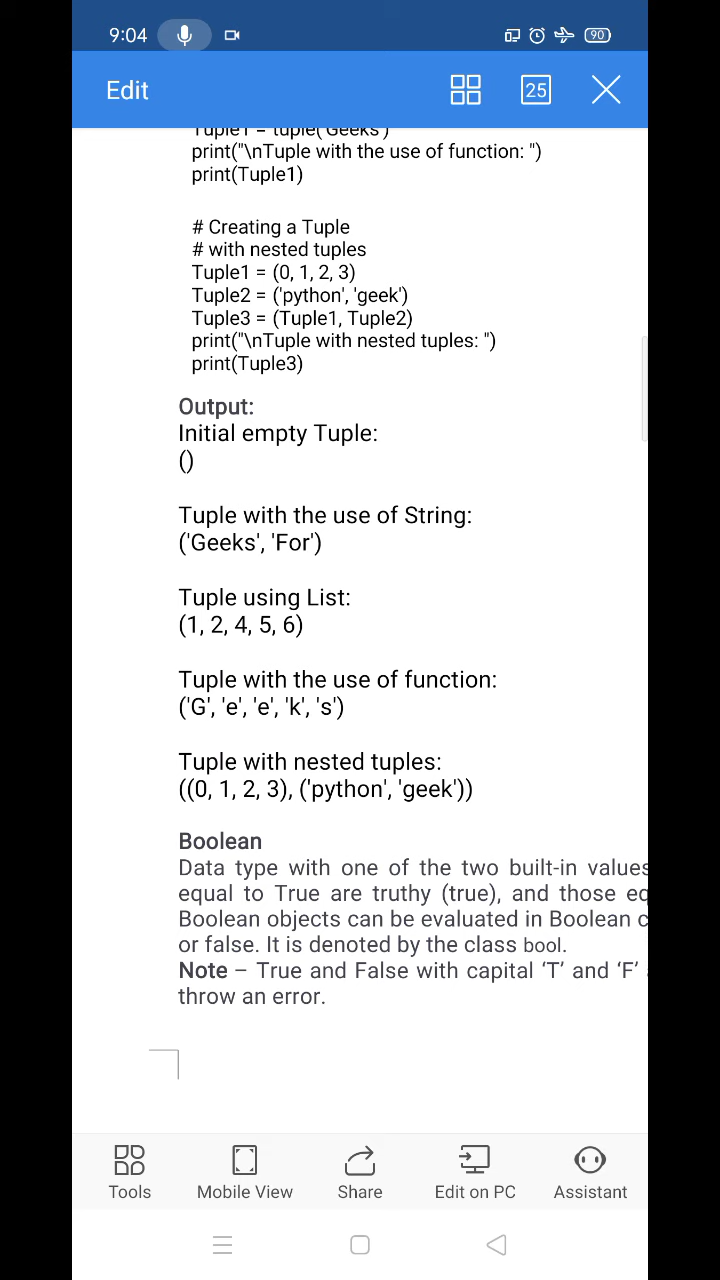 9:04
90
Edit
25
Tuple1 = tuple('Geeks')
print("\nTuple with the use of function: ")
print(Tuple1)
# Creating a Tuple
# with nested tuples
Tuple1 = (0, 1, 2, 3)
Tuple2 = ('python', 'geek')
Tuple3 = (Tuple1, Tuple2)
print("\nTuple with nested tuples: ")
print(Tuple3)
Output:
Initial empty Tuple:
()
Tuple with the use of String:
('Geeks', 'For')
Tuple using List:
(1, 2, 4, 5, 6)
Tuple with the use of function:
('G', 'e', 'e', 'k', 's')
Tuple with nested tuples:
((0, 1, 2, 3), ('python', 'geek'))
Boolean
Data type with one of the two built-in values
equal to True are truthy (true), and those eq
Boolean objects can be evaluated in Boolean c
or false. It is denoted by the class bool.
Note – True and False with capital ‘T’ and ‘F’
throw an error.
Tools
Mobile View
Share
Edit on PC
Assistant